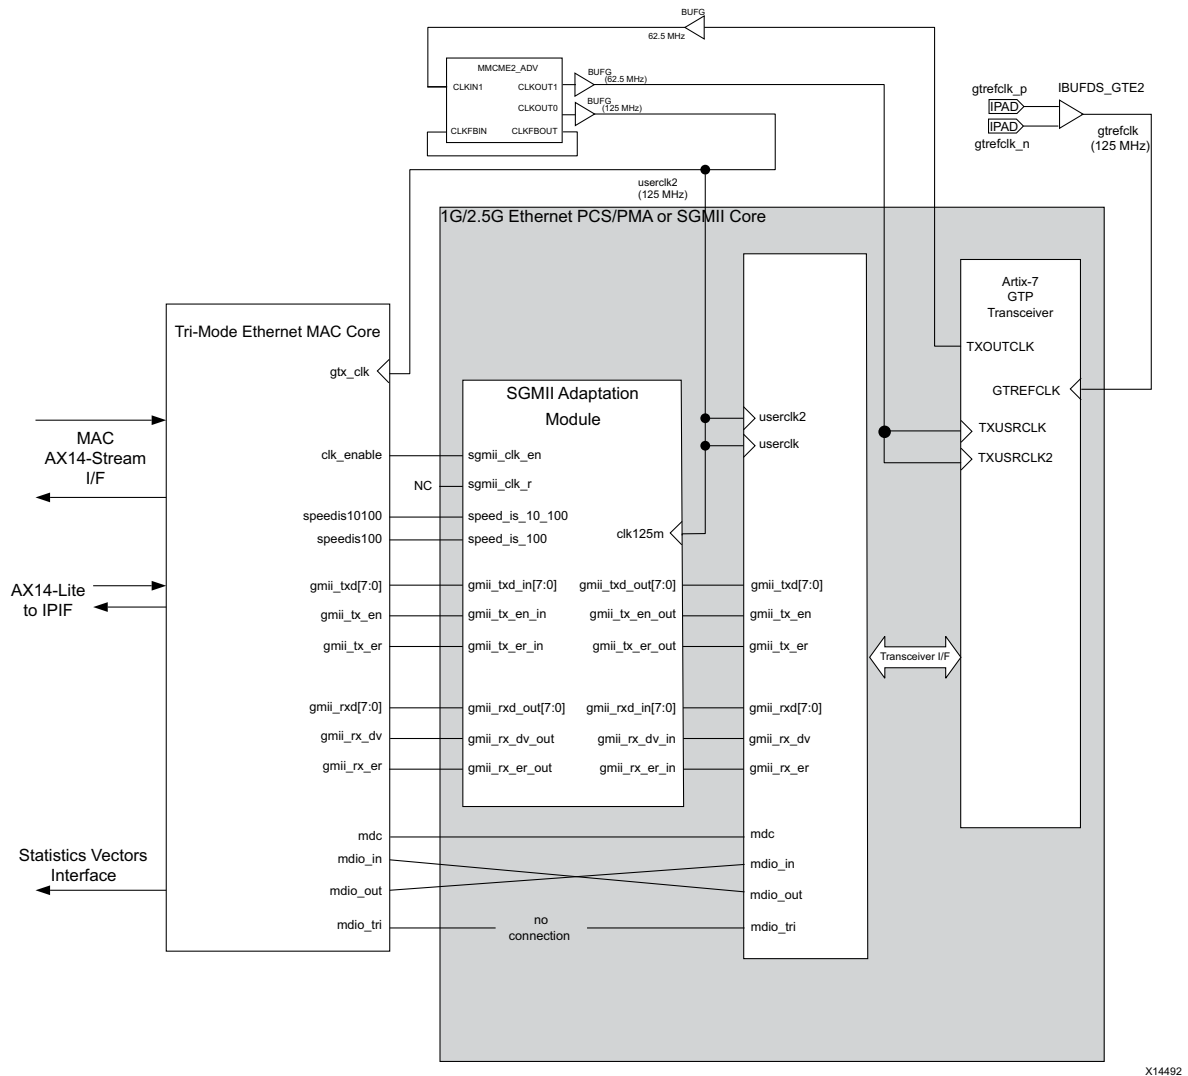 BUFG
62.5 MHz
MMCME2_ADV
CLKIN1
CLKOUT1
BUFG
(62.5 MHz)
CLKOUT0
BUFG
(125 MHz)
CLKFBIN
CLKFBOUT
gtrefclk_p
IBUFDS_GTE2
IPAD
IPAD
gtrefclk_n
gtrefclk
(125 MHz)
userclk2
(125 MHz)
1G/2.5G Ethernet PCS/PMA or SGMII Core
Tri-Mode Ethernet MAC Core
gtx_clk
MAC
AX14-Stream
I/F
clk_enable
NC
speedis10100
speedis100
AX14-Lite
to IPIF
gmii_txd[7:0]
gmii_tx_en
gmii_tx_er
gmii_rxd[7:0]
gmii_rx_dv
gmii_rx_er
mdc
mdio_in
mdio_out
mdio_tri
Statistics Vectors
Interface
SGMII Adaptation
Module
sgmii_clk_en
sgmii_clk_r
speed_is_10_100
speed_is_100
clk125m
gmii_txd_in[7:0]
gmii_txd_out[7:0]
gmii_tx_en_in
gmii_tx_en_out
gmii_tx_er_in
gmii_tx_er_out
gmii_rxd_out[7:0]
gmii_rxd_in[7:0]
gmii_rx_dv_out
gmii_rx_dv_in
gmii_rx_er_out
gmii_rx_er_in
no
connection
userclk2
userclk
gmii_txd[7:0]
gmii_tx_en
gmii_tx_er
gmii_rxd[7:0]
gmii_rx_dv
gmii_rx_er
mdc
mdio_in
mdio_out
mdio_tri
Transceiver I/F
Artix-7
GTP
Transceiver
TXOUTCLK
GTREFCLK
TXUSRCLK
TXUSRCLK2
X14492